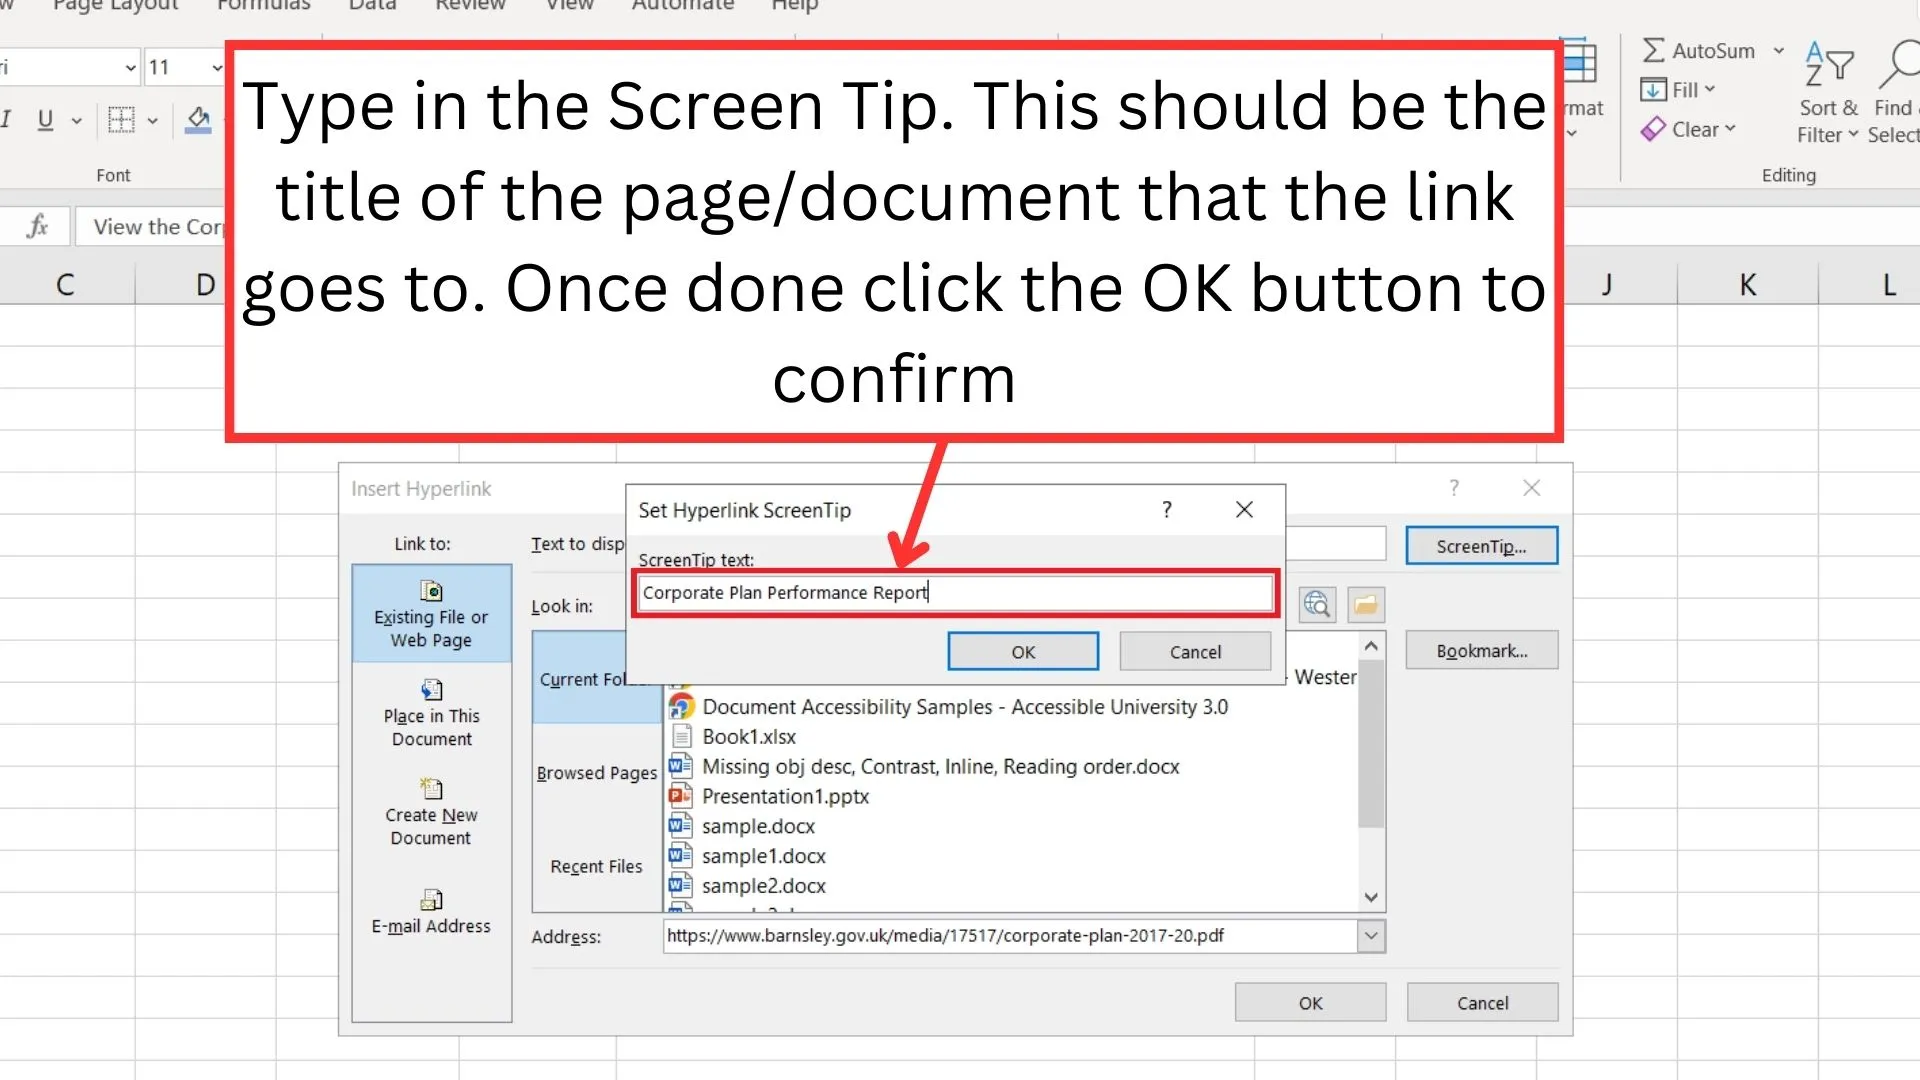 Page Layout Formulas Data Review View Automate Help
11
AutoSum
Fill
Clear
Sort &
Filter
Find
Select
U
Font
Editing
fx View the Cor
C D J K L
Type in the Screen Tip. This should be the
title of the page/document that the link
goes to. Once done click the OK button to
confirm
Insert Hyperlink ?
Set Hyperlink ScreenTip ?
Link to:
Text to disp
ScreenTip...
ScreenTip text:
Corporate Plan Performance Report
OK Cancel
Existing File or
Web Page
Place in This
Document
Create New
Document
E-mail Address
Look in:
Bookmark...
Current Fol
Browsed Pages
Recent Files
- Wester
Document Accessibility Samples - Accessible University 3.0
Book1.xlsx
Missing obj desc, Contrast, Inline, Reading order.docx
Presentation1.pptx
sample.docx
sample1.docx
sample2.docx
Address: https://www.barnsley.gov.uk/media/17517/corporate-plan-2017-20.pdf
OK Cancel